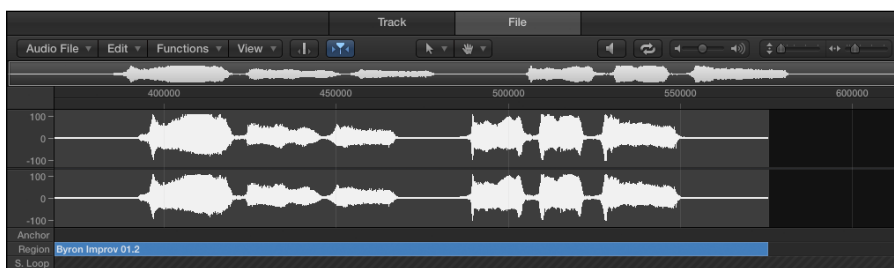 Track File
Audio File Edit Functions View
400000 450000 500000 550000 600000
100
0
-100
100
0
-100
Anchor
Region Byron Improv 01.2
S. Loop